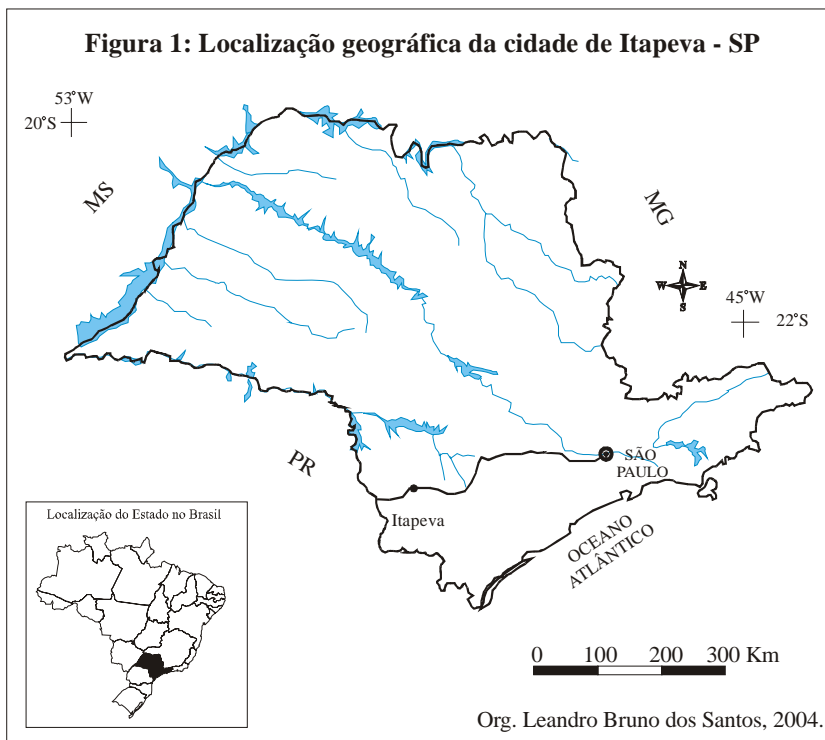 Figura 1: Localização geográfica da cidade de Itapeva - SP
53°W
20°S
MS
MG
N
W E
S
45°W
22°S
SÃO
PAULO
PR
Itapeva
OCEANO
ATLÂNTICO
Localização do Estado no Brasil
0 100 200 300 Km
Org. Leandro Bruno dos Santos, 2004.